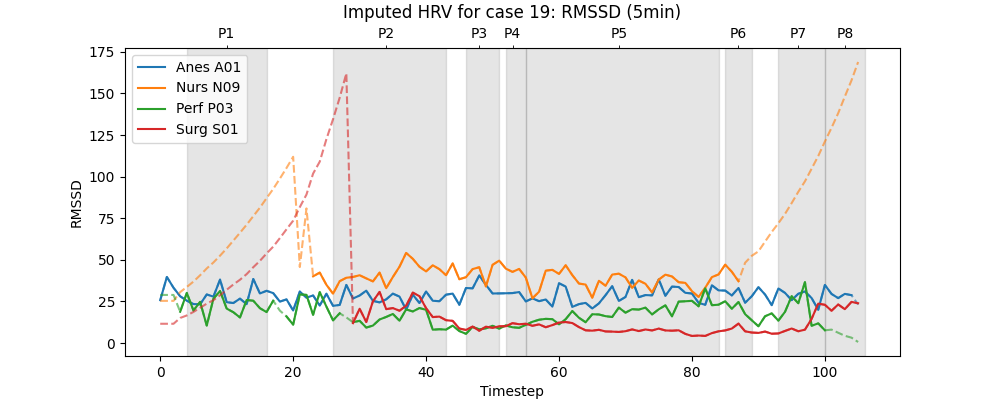 Imputed HRV for case 19: RMSSD (5min)
P1 P2 P3 P4 P5 P6 P7 P8
175
150
125
100
75
50
25
0
RMSSD
Anes A01
Nurs N09
Perf P03
Surg S01
0 20 40 60 80 100
Timestep